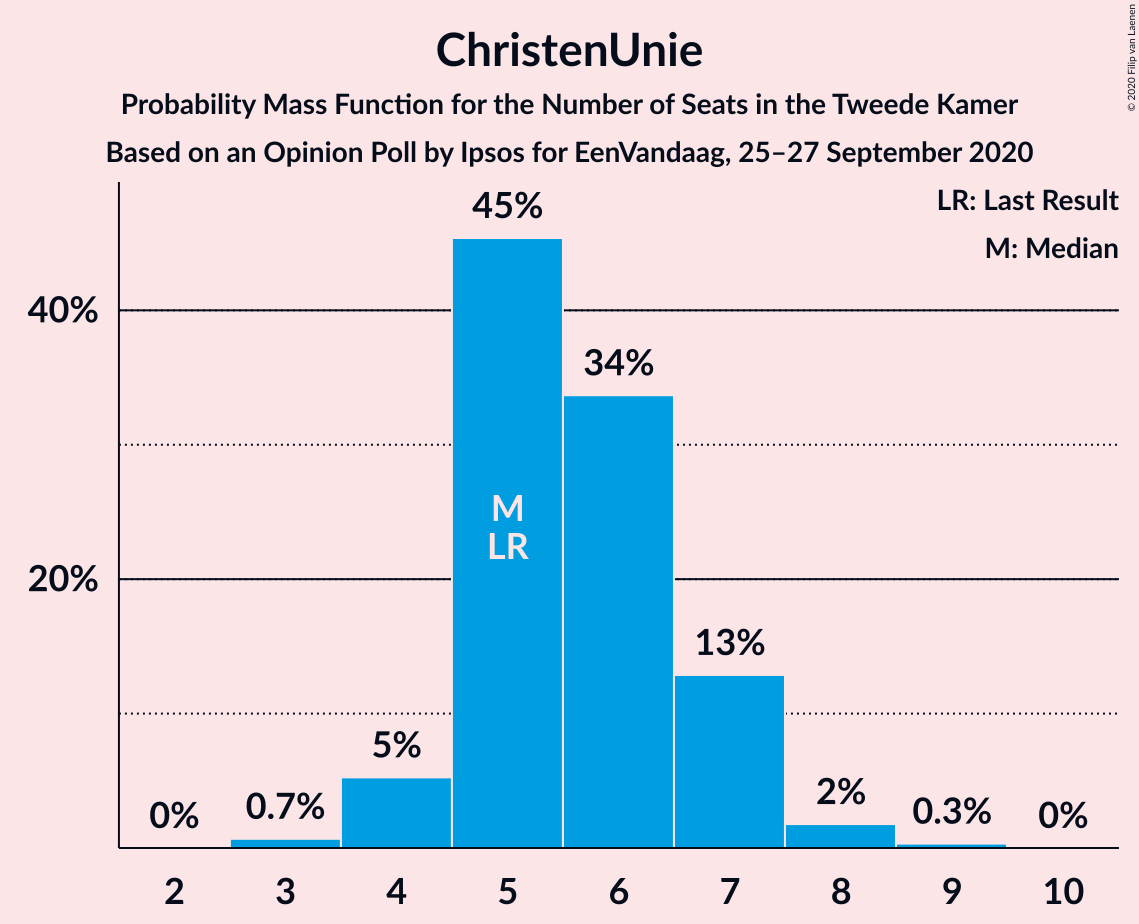 ChristenUnie
Probability Mass Function for the Number of Seats in the Tweede Kamer
Based on an Opinion Poll by Ipsos for EenVandaag, 25–27 September 2020
© 2020 Filip van Laenen
LR: Last Result
M: Median
45%
40%
34%
M
LR
20%
13%
5%
0%
0.7%
2%
0.3%
0%
2 3 4 5 6 7 8 9 10